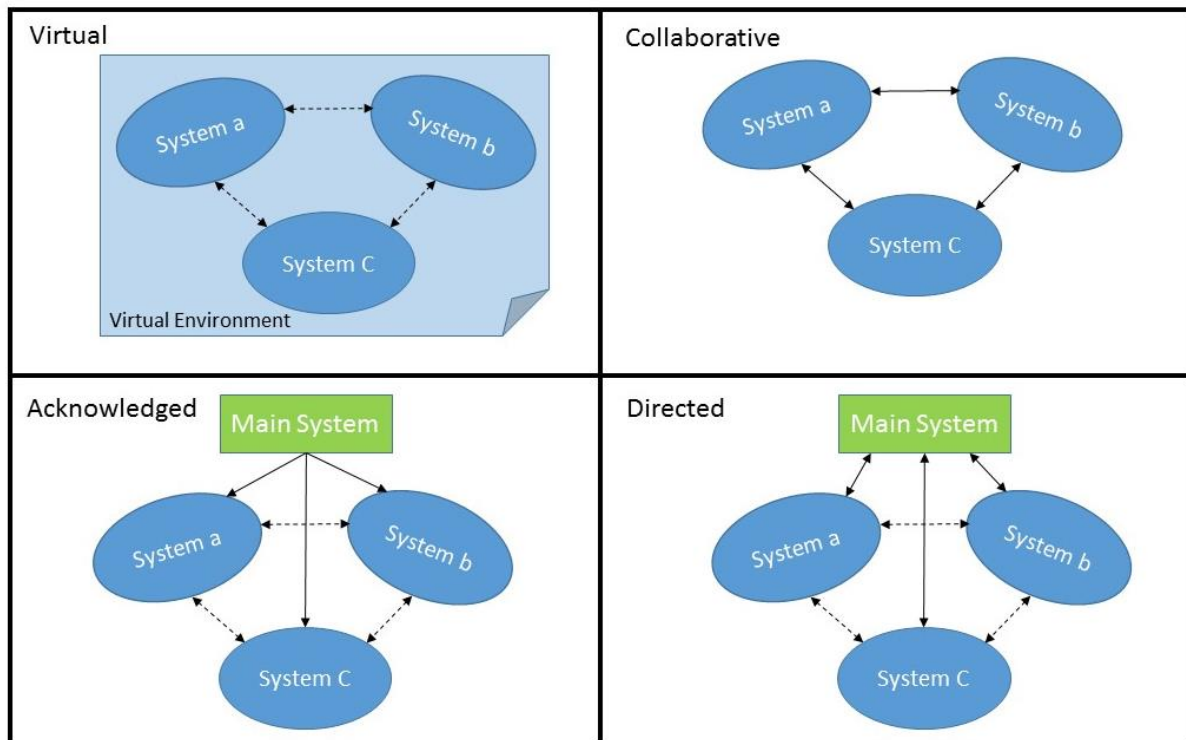 Virtual
System a
System b
System C
Virtual Environment
Collaborative
System a
System b
System C
Acknowledged
Main System
System a
System b
System C
Directed
Main System
System a
System b
System C